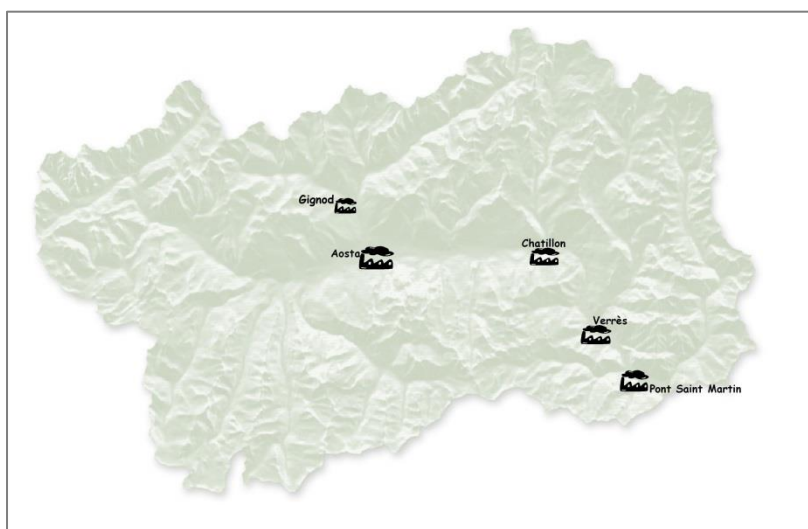 Gignod
Aosta
Chatillon
Verrès
Pont Saint Martin